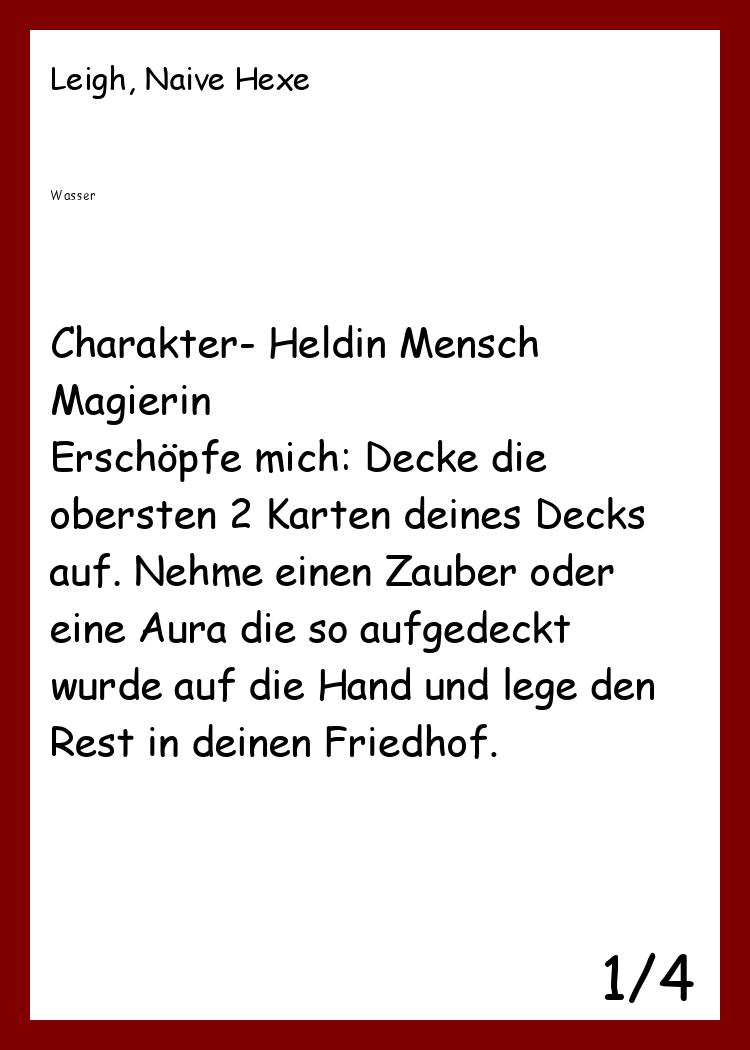 Leigh, Naive Hexe
Wasser
Charakter- Heldin Mensch
Magierin
Erschöpfe mich: Decke die
obersten 2 Karten deines Decks
auf. Nehme einen Zauber oder
eine Aura die so aufgedeckt
wurde auf die Hand und lege den
Rest in deinen Friedhof.
1/4